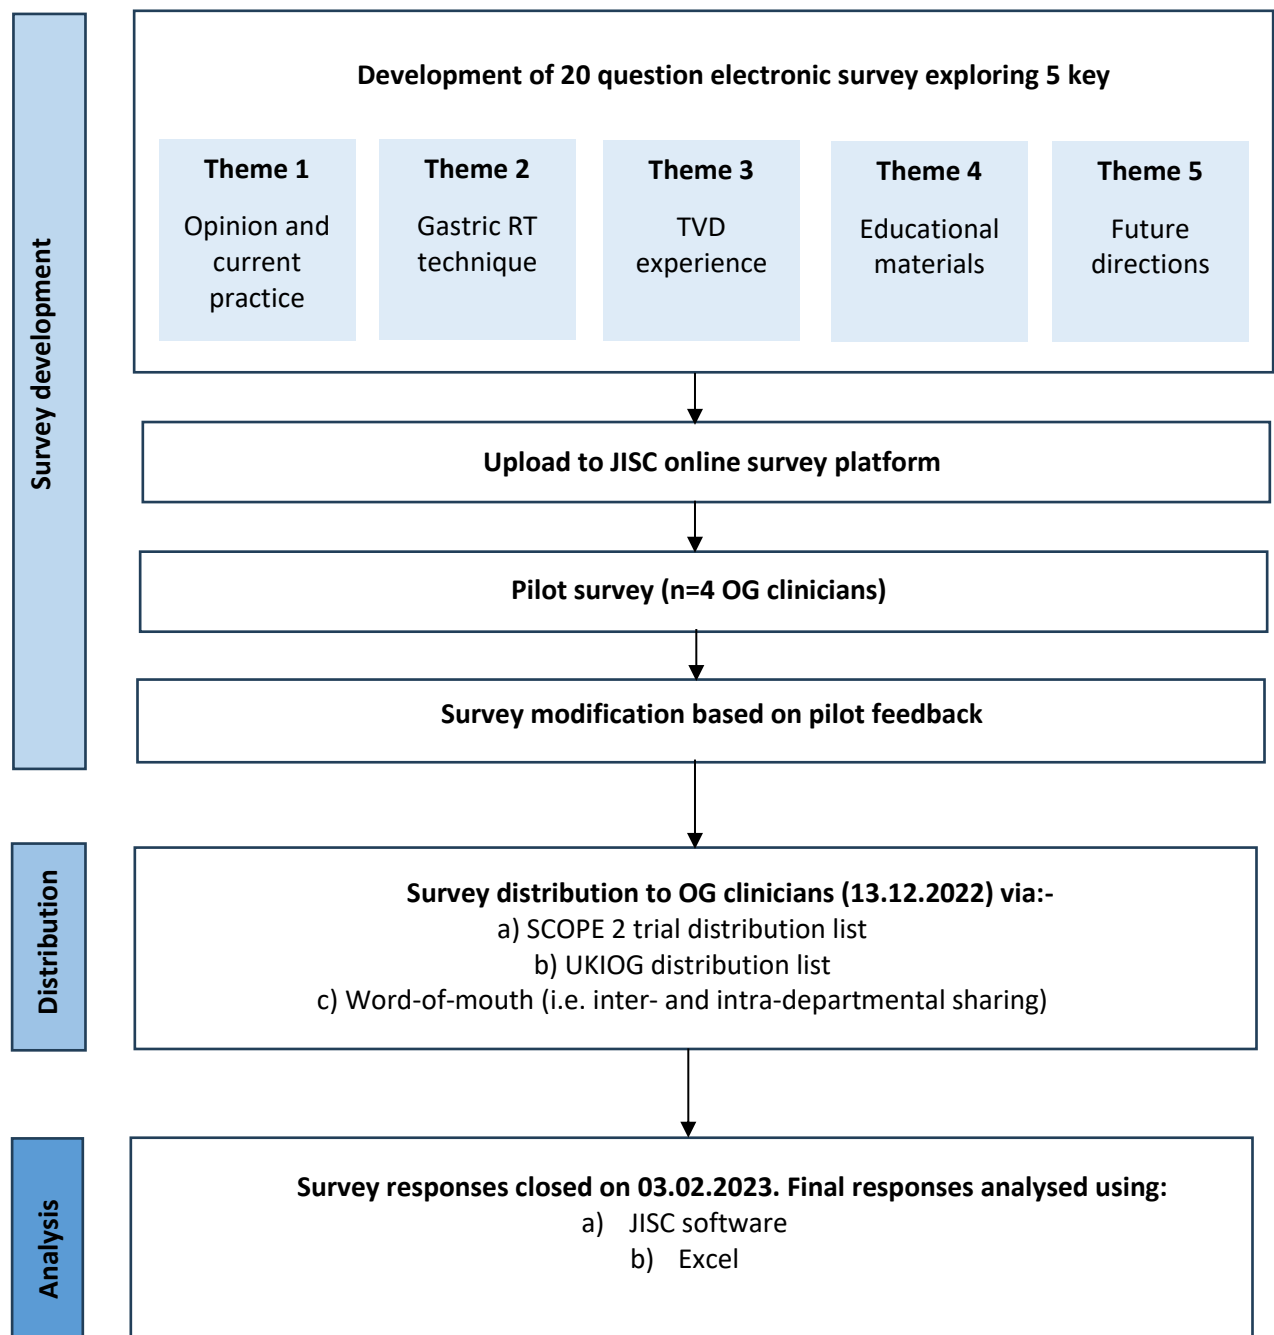 Survey development
Development of 20 question electronic survey exploring 5 key
Theme 1
Opinion and
current
practice
Theme 2
Gastric RT
technique
Theme 3
TVD
experience
Theme 4
Educational
materials
Theme 5
Future
directions
Upload to JISC online survey platform
Pilot survey (n=4 OG clinicians)
Survey modification based on pilot feedback
Distribution
Survey distribution to OG clinicians (13.12.2022) via:-
a) SCOPE 2 trial distribution list
b) UKIOG distribution list
c) Word-of-mouth (i.e. inter- and intra-departmental sharing)
Analysis
Survey responses closed on 03.02.2023. Final responses analysed using:
a) JISC software
b) Excel